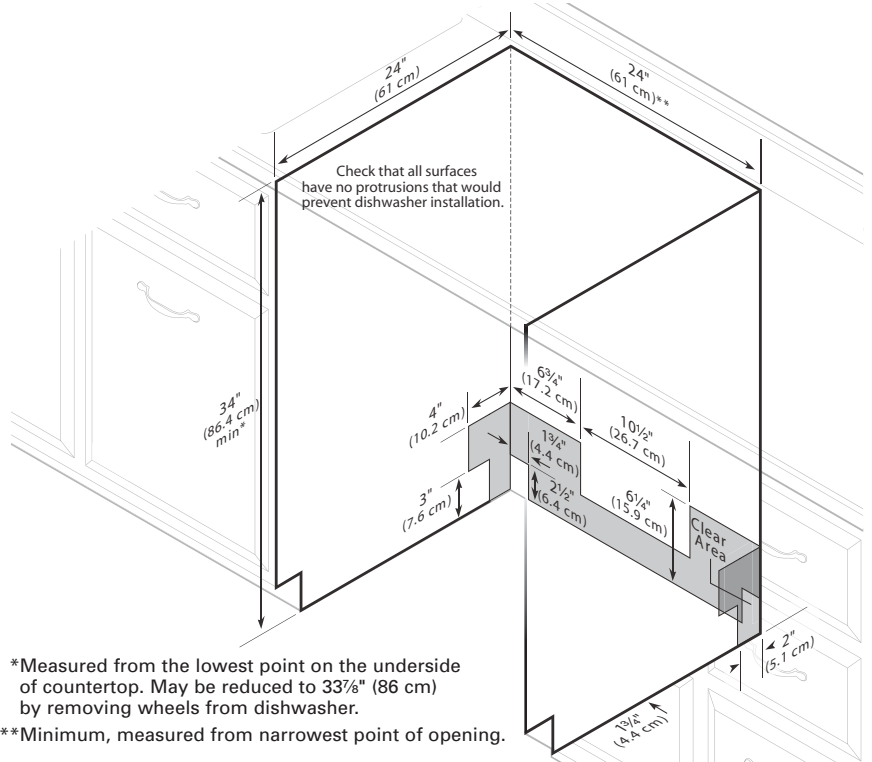 24"
(61 cm)
24"
(61 cm)**
Check that all surfaces
have no protrusions that would
prevent dishwasher installation.
34"
(86.4 cm)
min*
4"
(10.2 cm)
6¾"
(17.2 cm)
10½"
(26.7 cm)
1¾"
(4.4 cm)
3"
(7.6 cm)
2½"
(6.4 cm)
6¼"
(15.9 cm)
Clear
Area
2"
(5.1 cm)
1¾"
(4.4 cm)
*Measured from the lowest point on the underside
of countertop. May be reduced to 33⅞" (86 cm)
by removing wheels from dishwasher.
**Minimum, measured from narrowest point of opening.